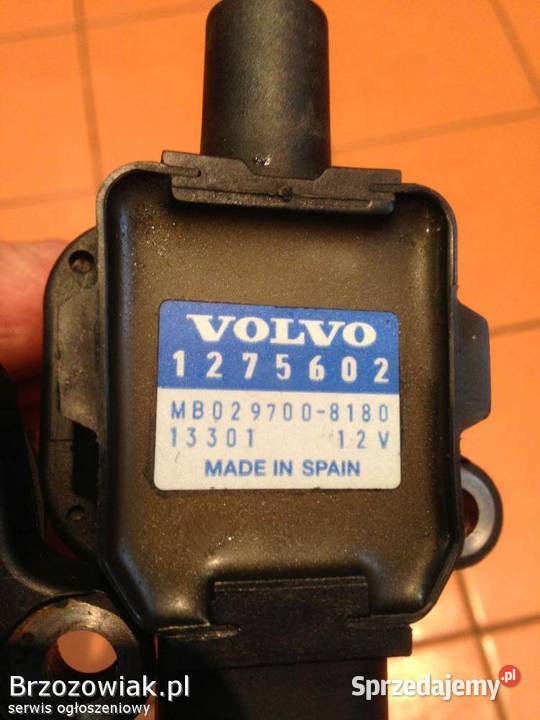 VOLVO
1275602
MB029700-8180
13301 12V
MADE IN SPAIN
Brzozowiak.pl
serwis ogłoszeniowy
Sprzedajemy.pl